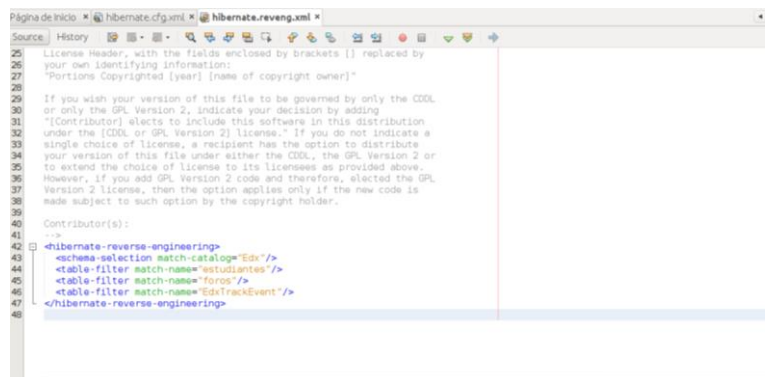 Página de Inicio hibernate.cfg.xml hibernate.reveng.xml
Source History
25 License Header, with the fields enclosed by brackets [] replaced by
26 your own identifying information:
27 "Portions Copyrighted [year] [name of copyright owner]"
28
29 If you wish your version of this file to be governed by only the CDDL
30 or only the GPL Version 2, indicate your decision by adding
31 "[Contributor] elects to include this software in this distribution
32 under the [CDDL or GPL Version 2] license." If you do not indicate a
33 single choice of license, a recipient has the option to distribute
34 your version of this file under either the CDDL, the GPL Version 2 or
35 to extend the choice of license to its licensees as provided above.
36 However, if you add GPL Version 2 code and therefore, elected the GPL
37 Version 2 license, then the option applies only if the new code is
38 made subject to such option by the copyright holder.
39
40 Contributor(s):
41 -->
42 <hibernate-reverse-engineering>
43 <schema-selection match-catalog="Edx"/>
44 <table-filter match-name="estudiantes"/>
45 <table-filter match-name="foros"/>
46 <table-filter match-name="EdxTrackEvent"/>
47 </hibernate-reverse-engineering>
48